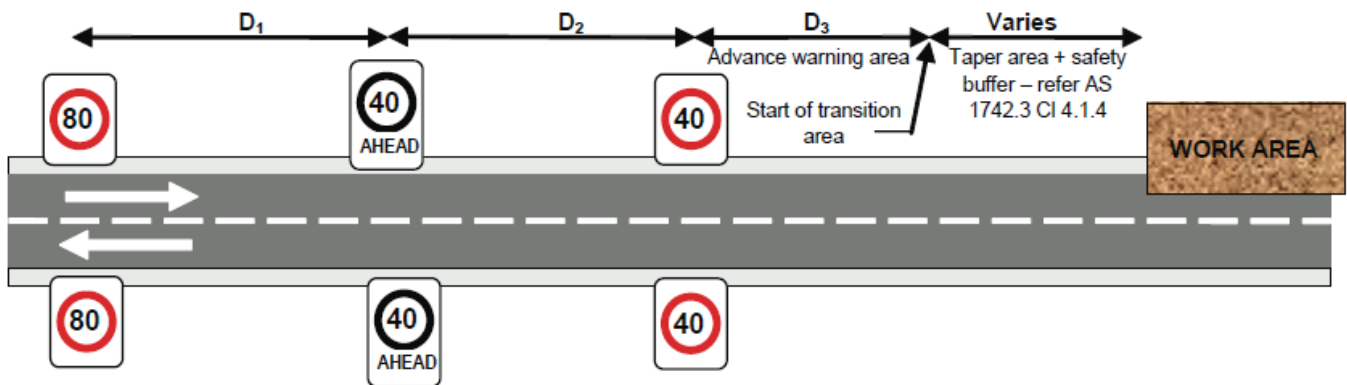 D₁
D₂
D₃
Varies
Advance warning area
Taper area + safety
buffer – refer AS
1742.3 Cl 4.1.4
Start of transition
area
80
40
AHEAD
40
WORK AREA
80
40
AHEAD
40